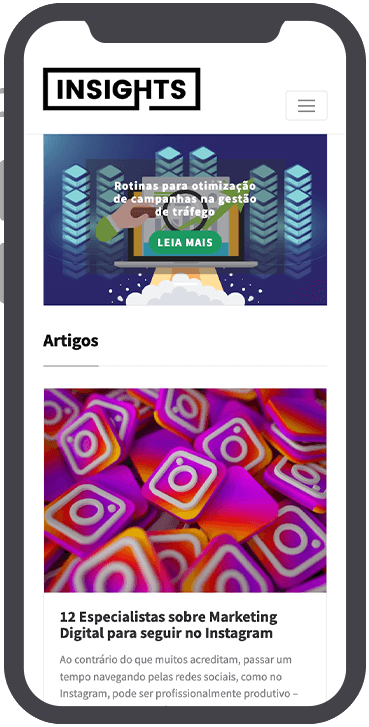 INSIGHTS
Rotinas para otimização
de campanhas na gestão
de tráfego
LEIA MAIS
Artigos
12 Especialistas sobre Marketing
Digital para seguir no Instagram
Ao contrário do que muitos acreditam, passar um
tempo navegando pelas redes sociais, como no
Instagram, pode ser profissionalmente produtivo –